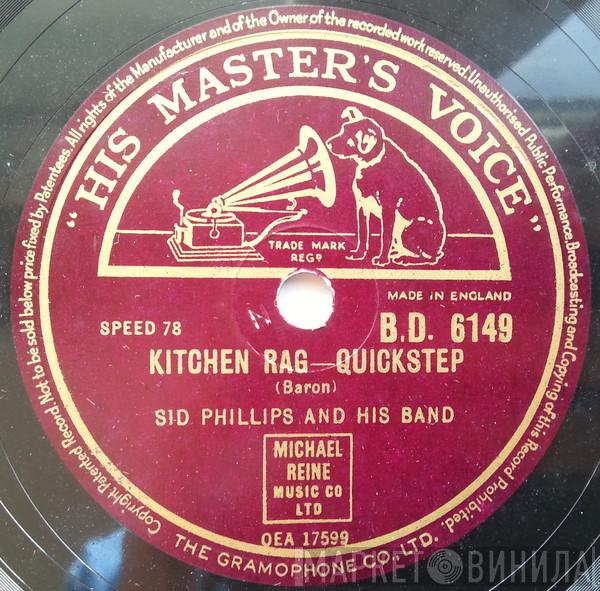 Copyright Patented Record. Not to be sold below price fixed by Patentees. All rights of the Manufacturer and of the Owner of the recorded work reserved. Unauthorised Public Performance, Broadcasting and Copying of this Record Prohibited.
"HIS MASTER'S VOICE"
TRADE MARK
REGD
MADE IN ENGLAND
SPEED 78
B.D. 6149
KITCHEN RAG—QUICKSTEP
(Baron)
SID PHILLIPS AND HIS BAND
MICHAEL
REINE
MUSIC CO
LTD
OEA 17599
THE GRAMOPHONE CO. LTD.
МАРКЕТ ВИНИЛА